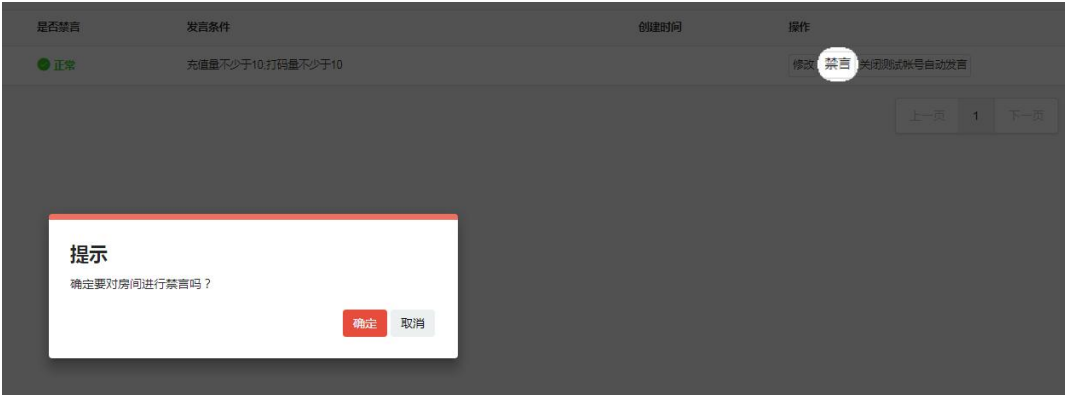 是否禁言 发言条件 创建时间 操作
正常 充值量不少于10;打码量不少于10 修改 禁言 关闭测试帐号自动发言
上一页 1 下一页
提示
确定要对房间进行禁言吗？
确定 取消